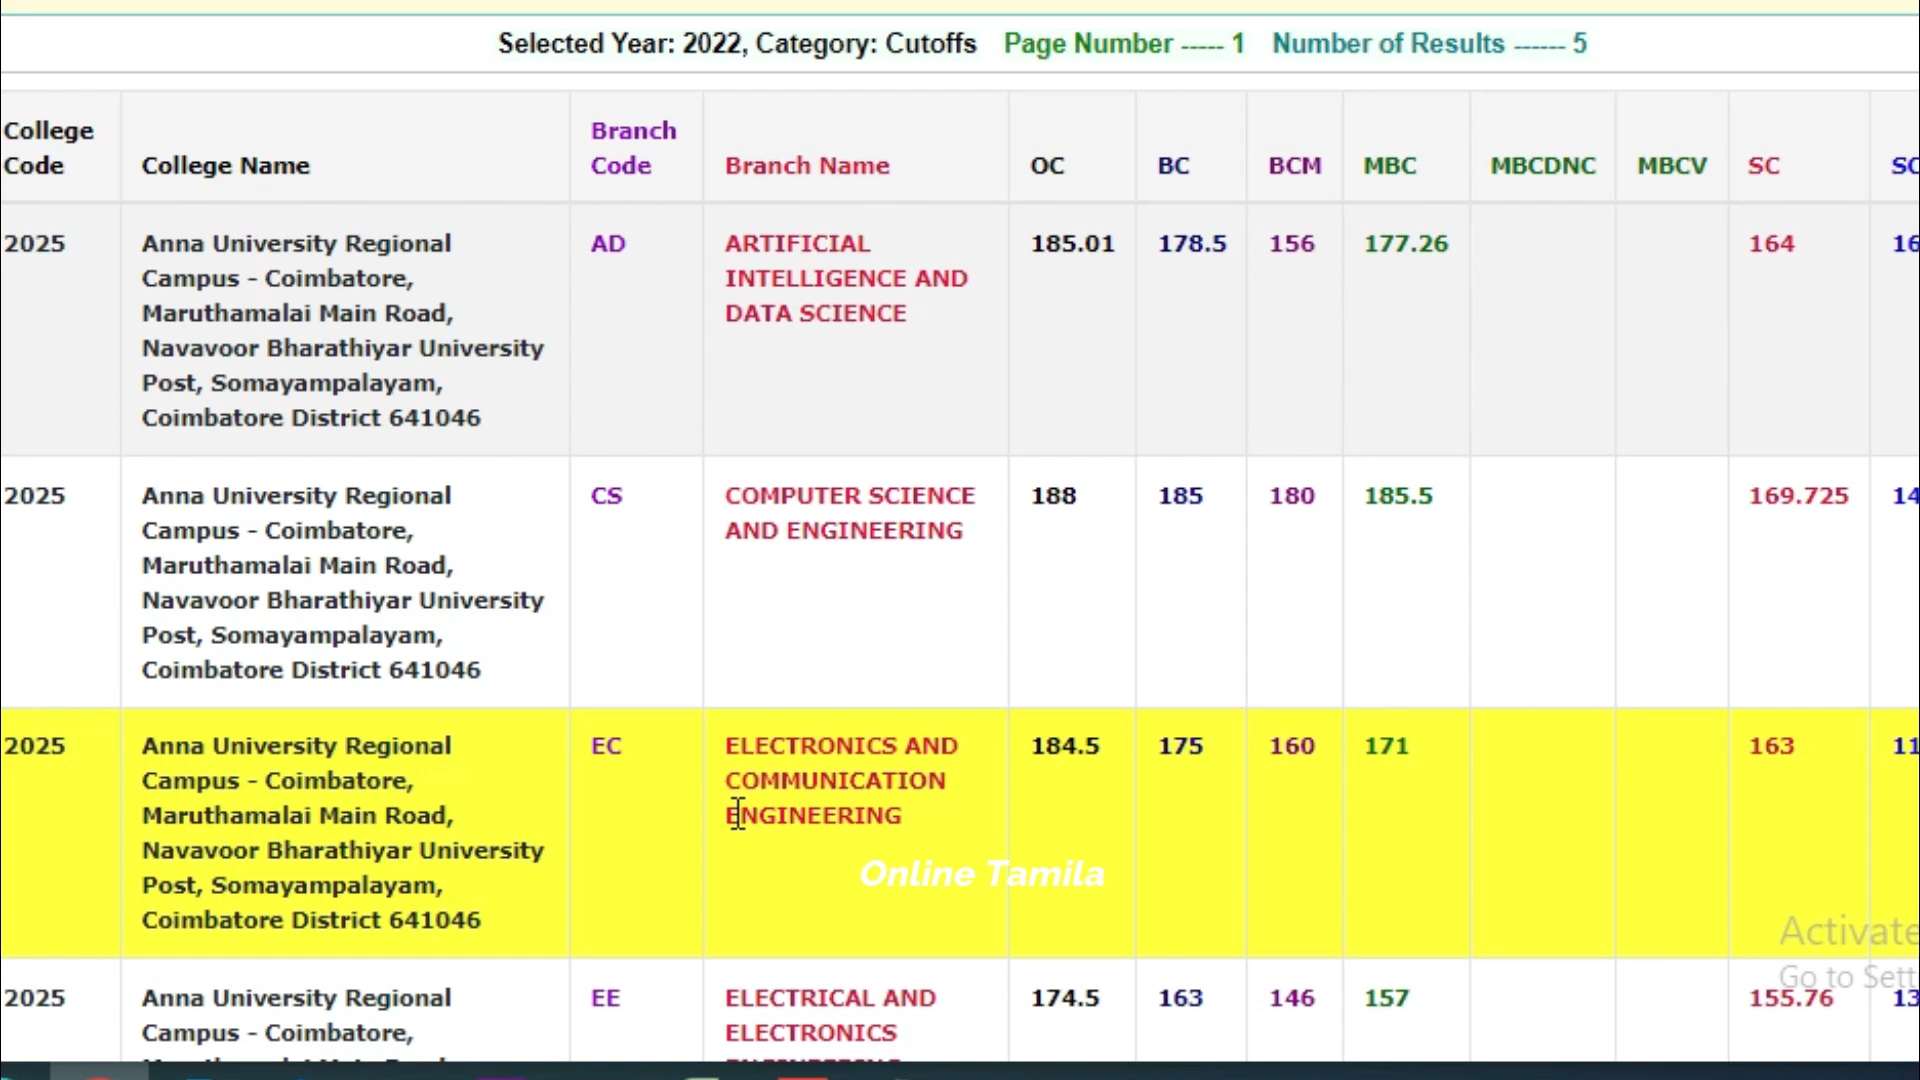 Selected Year: 2022, Category: Cutoffs Page Number ----- 1 Number of Results ------ 5
College Code College Name Branch Code Branch Name OC BC BCM MBC MBCDNC MBCV SC
2025 Anna University Regional AD ARTIFICIAL 185.01 178.5 156 177.26 164 16
Campus - Coimbatore, INTELLIGENCE AND
Maruthamalai Main Road, DATA SCIENCE
Navavoor Bharathiyar University
Post, Somayampalayam,
Coimbatore District 641046
2025 Anna University Regional CS COMPUTER SCIENCE 188 185 180 185.5 169.725 14
Campus - Coimbatore, AND ENGINEERING
Maruthamalai Main Road,
Navavoor Bharathiyar University
Post, Somayampalayam,
Coimbatore District 641046
2025 Anna University Regional EC ELECTRONICS AND 184.5 175 160 171 163 11
Campus - Coimbatore, COMMUNICATION
Maruthamalai Main Road, ENGINEERING
Navavoor Bharathiyar University
Online Tamila
Post, Somayampalayam,
Coimbatore District 641046
Activate
Go to Sett
2025 Anna University Regional EE ELECTRICAL AND 174.5 163 146 157 155.76 13
Campus - Coimbatore, ELECTRONICS